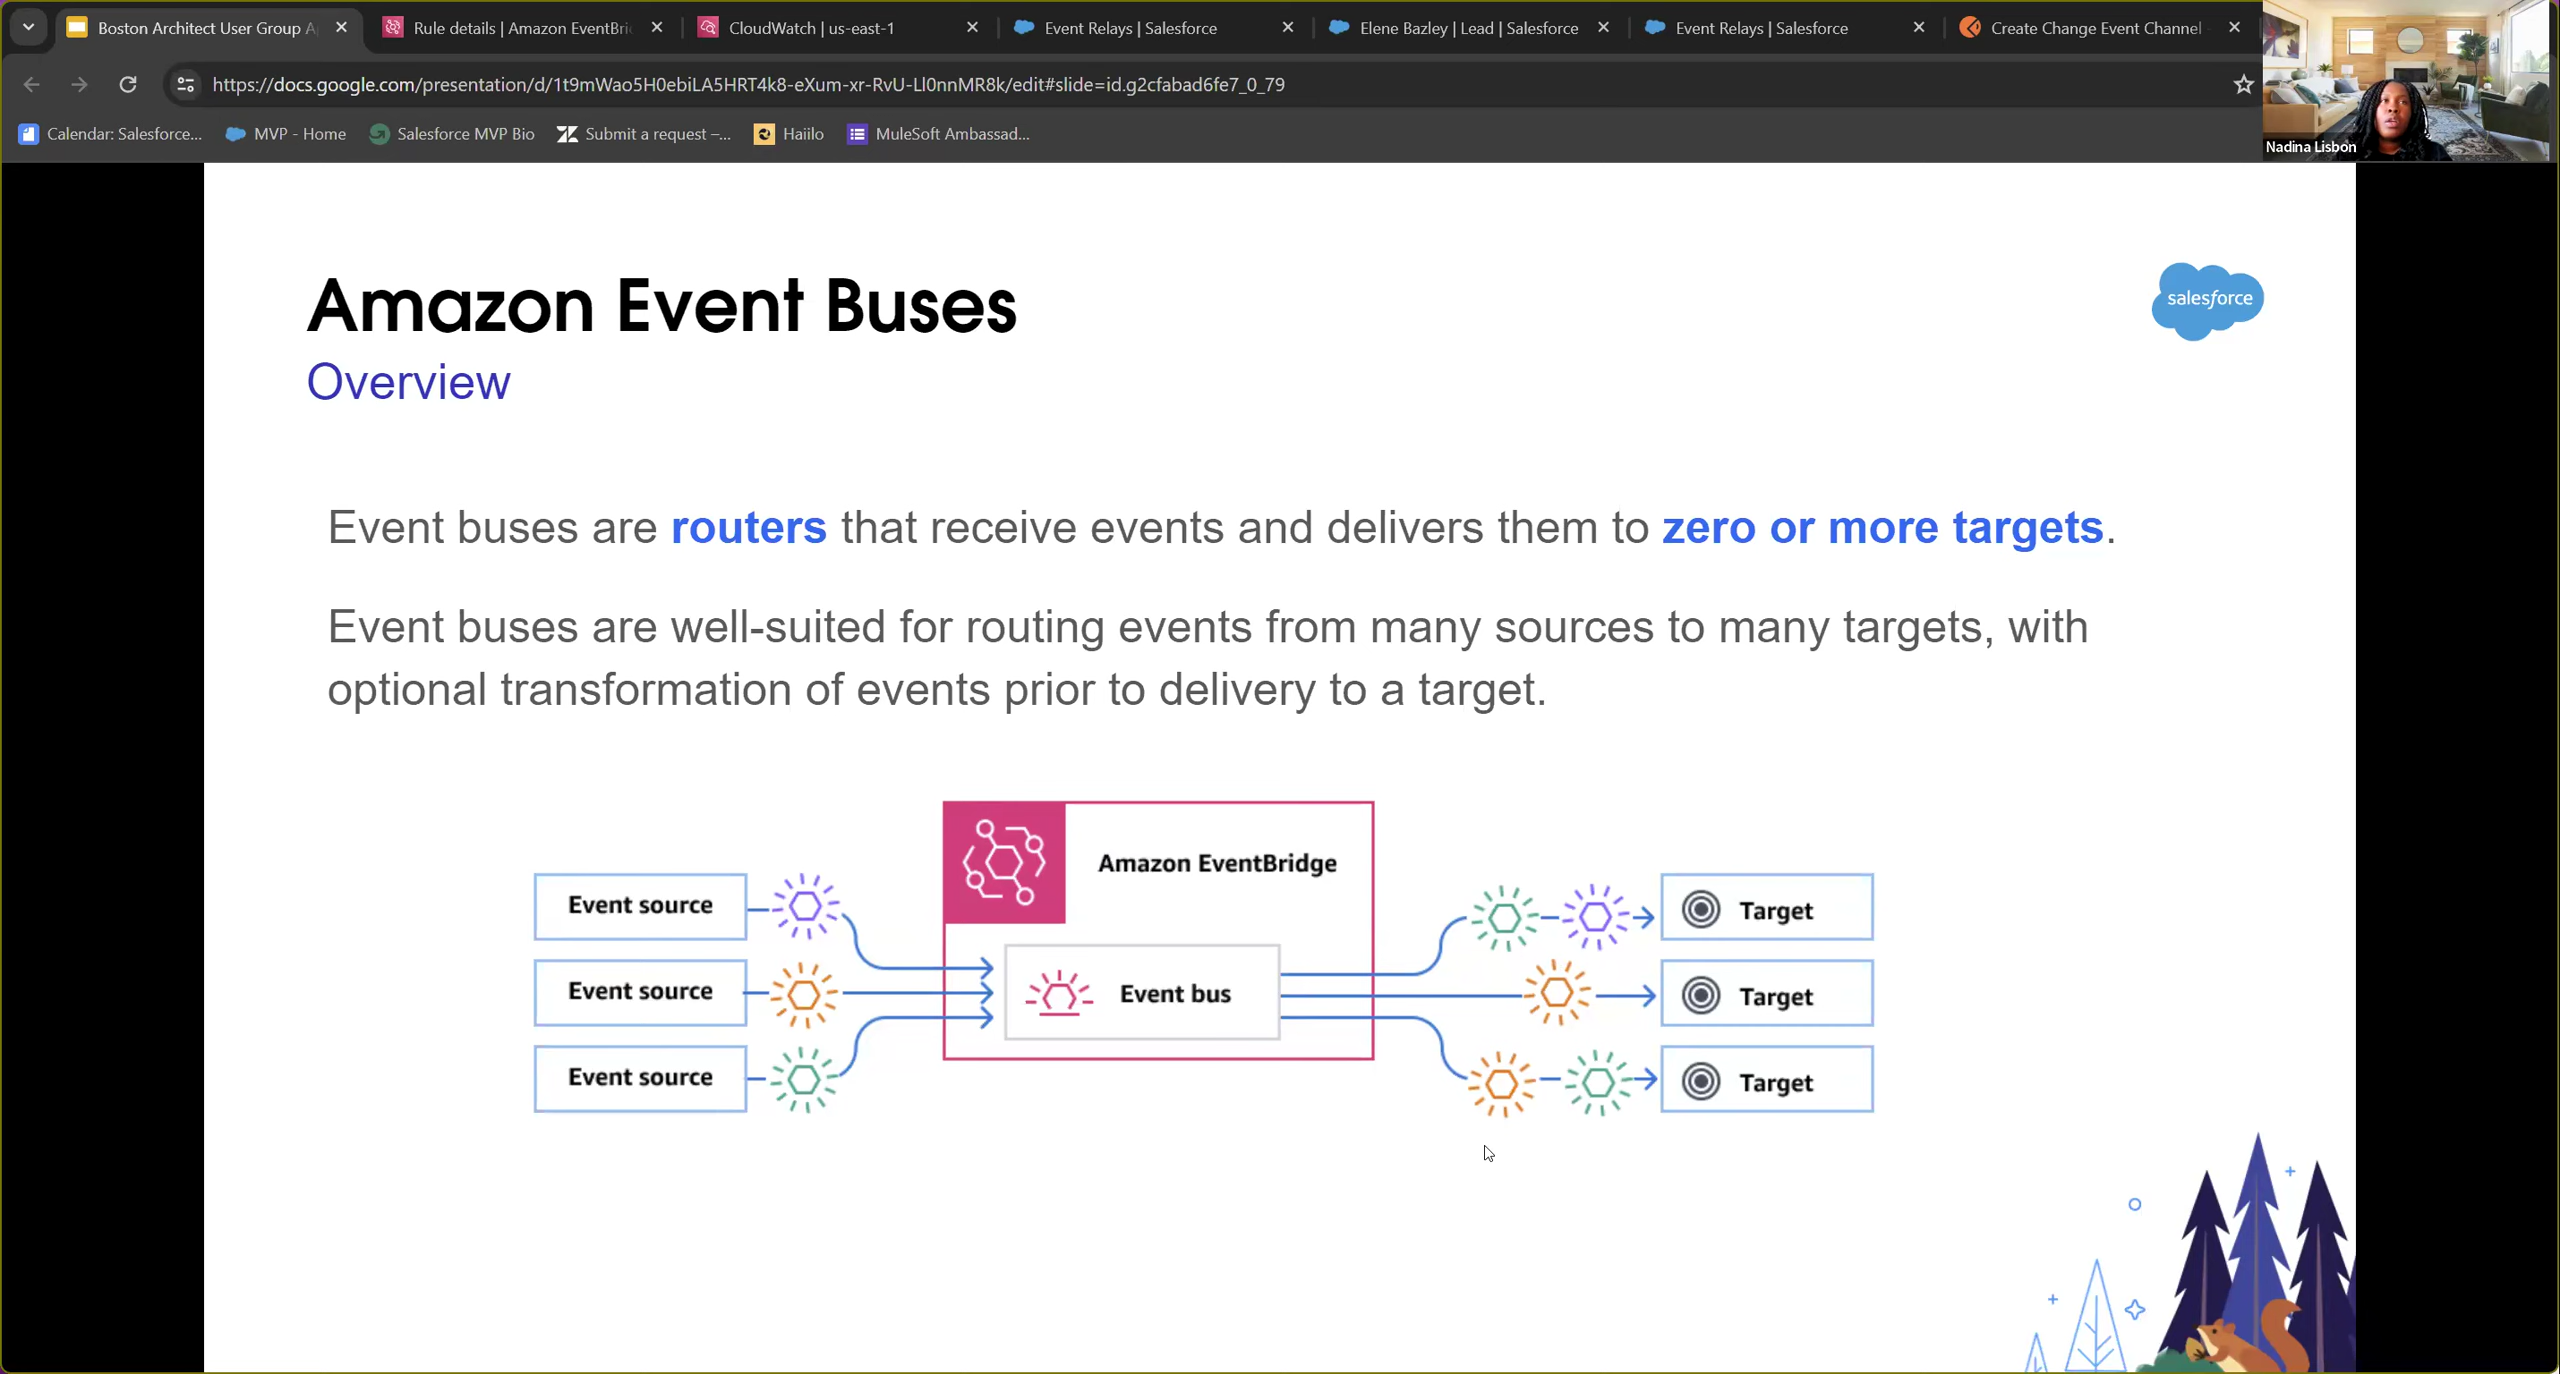 Boston Architect User Group A
Rule details | Amazon EventBri
CloudWatch | us-east-1
Event Relays | Salesforce
Elene Bazley | Lead | Salesforce
Event Relays | Salesforce
Create Change Event Channel
https://docs.google.com/presentation/d/1t9mWao5H0ebiLA5HRT4k8-eXum-xr-RvU-Ll0nnMR8k/edit#slide=id.g2cfabad6fe7_0_79
Calendar: Salesforce...
MVP - Home
Salesforce MVP Bio
Submit a request –...
Haiilo
MuleSoft Ambassad...
Nadina Lisbon
Amazon Event Buses
salesforce
Overview
Event buses are routers that receive events and delivers them to zero or more targets.
Event buses are well-suited for routing events from many sources to many targets, with
optional transformation of events prior to delivery to a target.
Amazon EventBridge
Event source
Event source
Event source
Event bus
Target
Target
Target